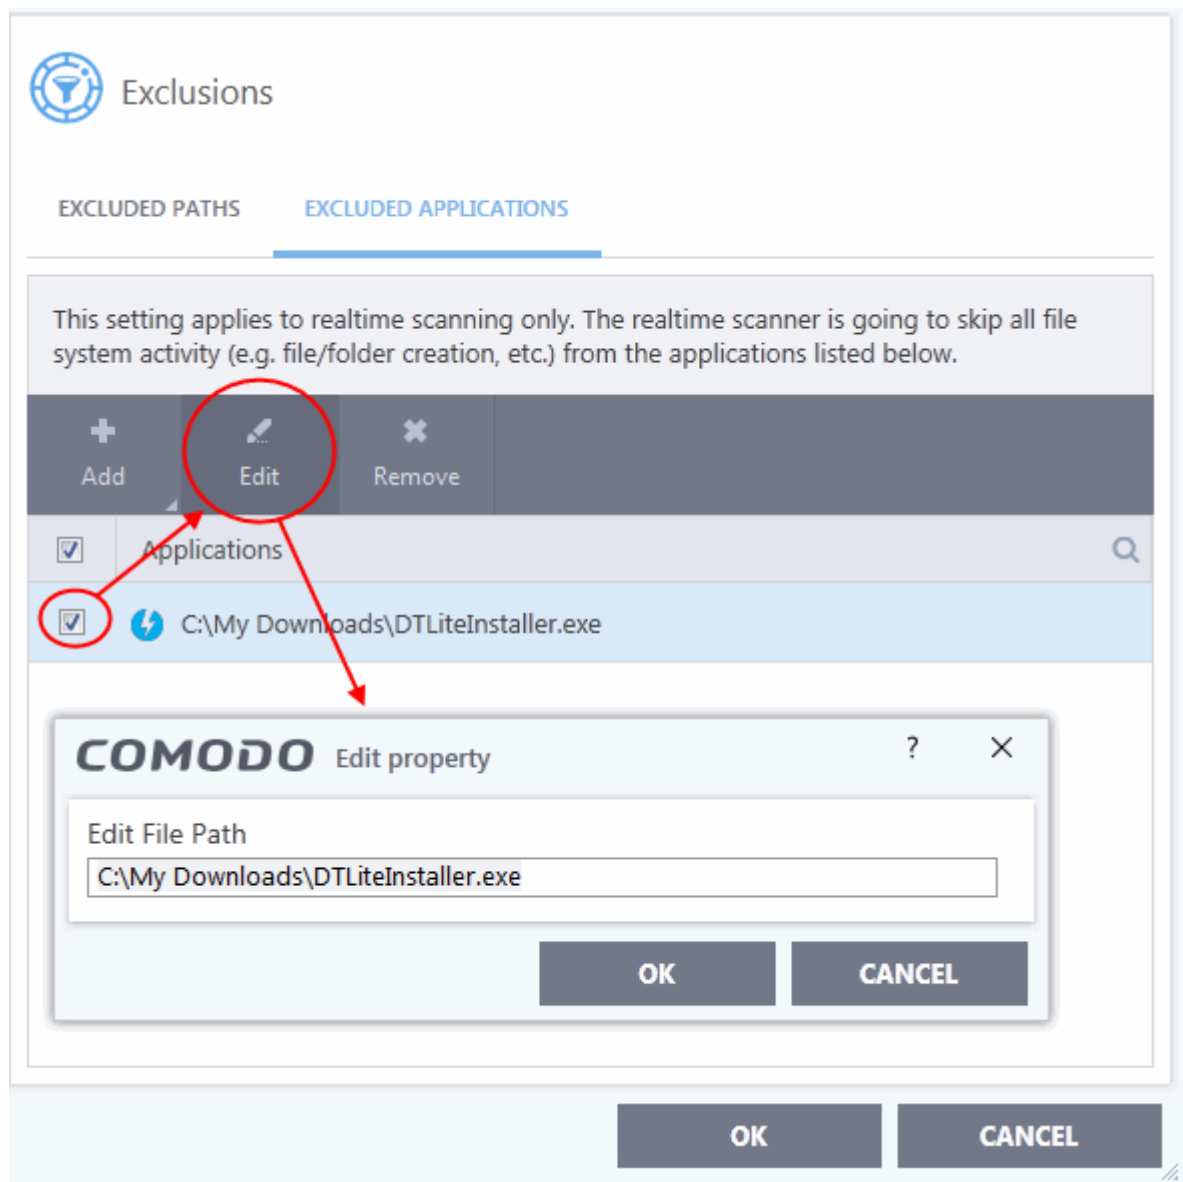 Exclusions
EXCLUDED PATHS
EXCLUDED APPLICATIONS
This setting applies to realtime scanning only. The realtime scanner is going to skip all file
system activity (e.g. file/folder creation, etc.) from the applications listed below.
Add
Edit
Remove
Applications
C:\My Downloads\DTLiteInstaller.exe
COMODO Edit property ?
Edit File Path
C:\My Downloads\DTLiteInstaller.exe
OK
CANCEL
OK
CANCEL